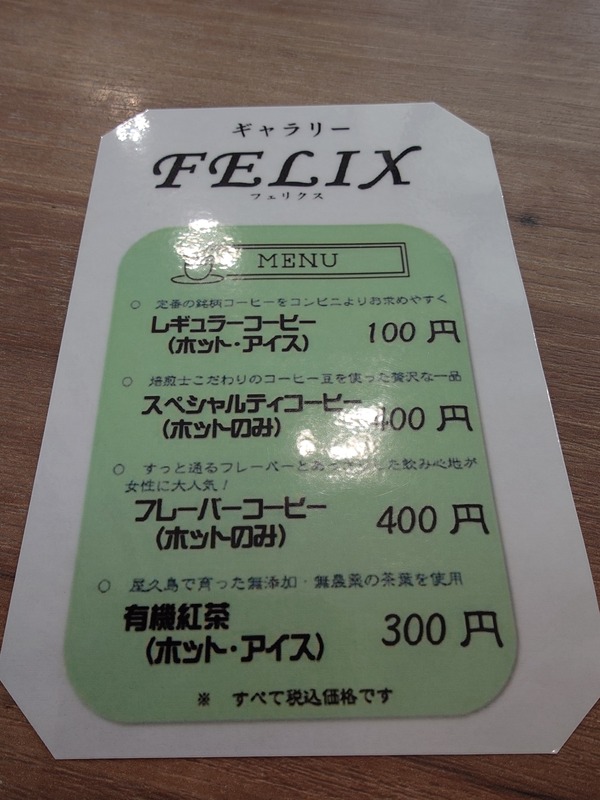 ギャラリー
FELIX
フェリクス
MENU
○ 定番の銘柄コーヒーをコンビニよりお求めやすく
レギュラーコーヒー
(ホット・アイス) 100 円
○ 焙煎士こだわりのコーヒー豆を使った贅沢な一品
スペシャルティコーヒー
(ホットのみ) 400 円
○ すっと通るフレーバーとあっさりした飲み心地が
女性に大人気！
フレーバーコーヒー
(ホットのみ) 400 円
○ 屋久島で育った無添加・無農薬の茶葉を使用
有機紅茶
(ホット・アイス) 300 円
※ すべて税込価格です